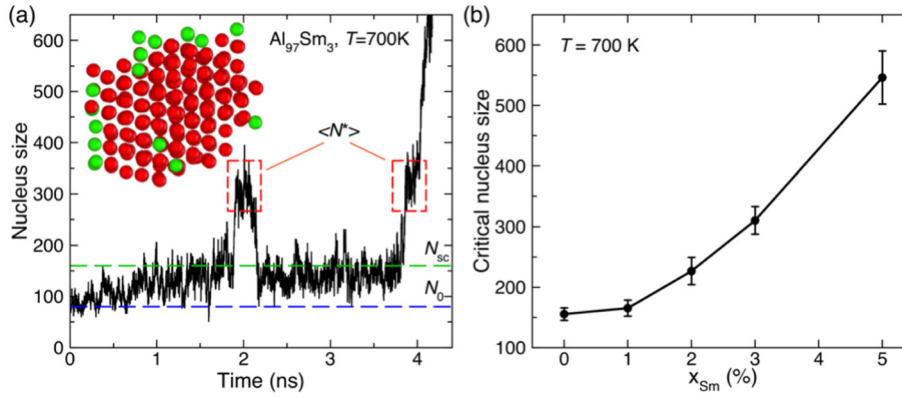 (a)
600
500
400
300
200
100
0
0
1
2
3
4
Nucleus size
Time (ns)
Al97Sm3, T=700K
<N*>
Nsc
N0
(b)
600
500
400
300
200
100
0
1
2
3
4
5
Critical nucleus size
xSm (%)
T = 700 K